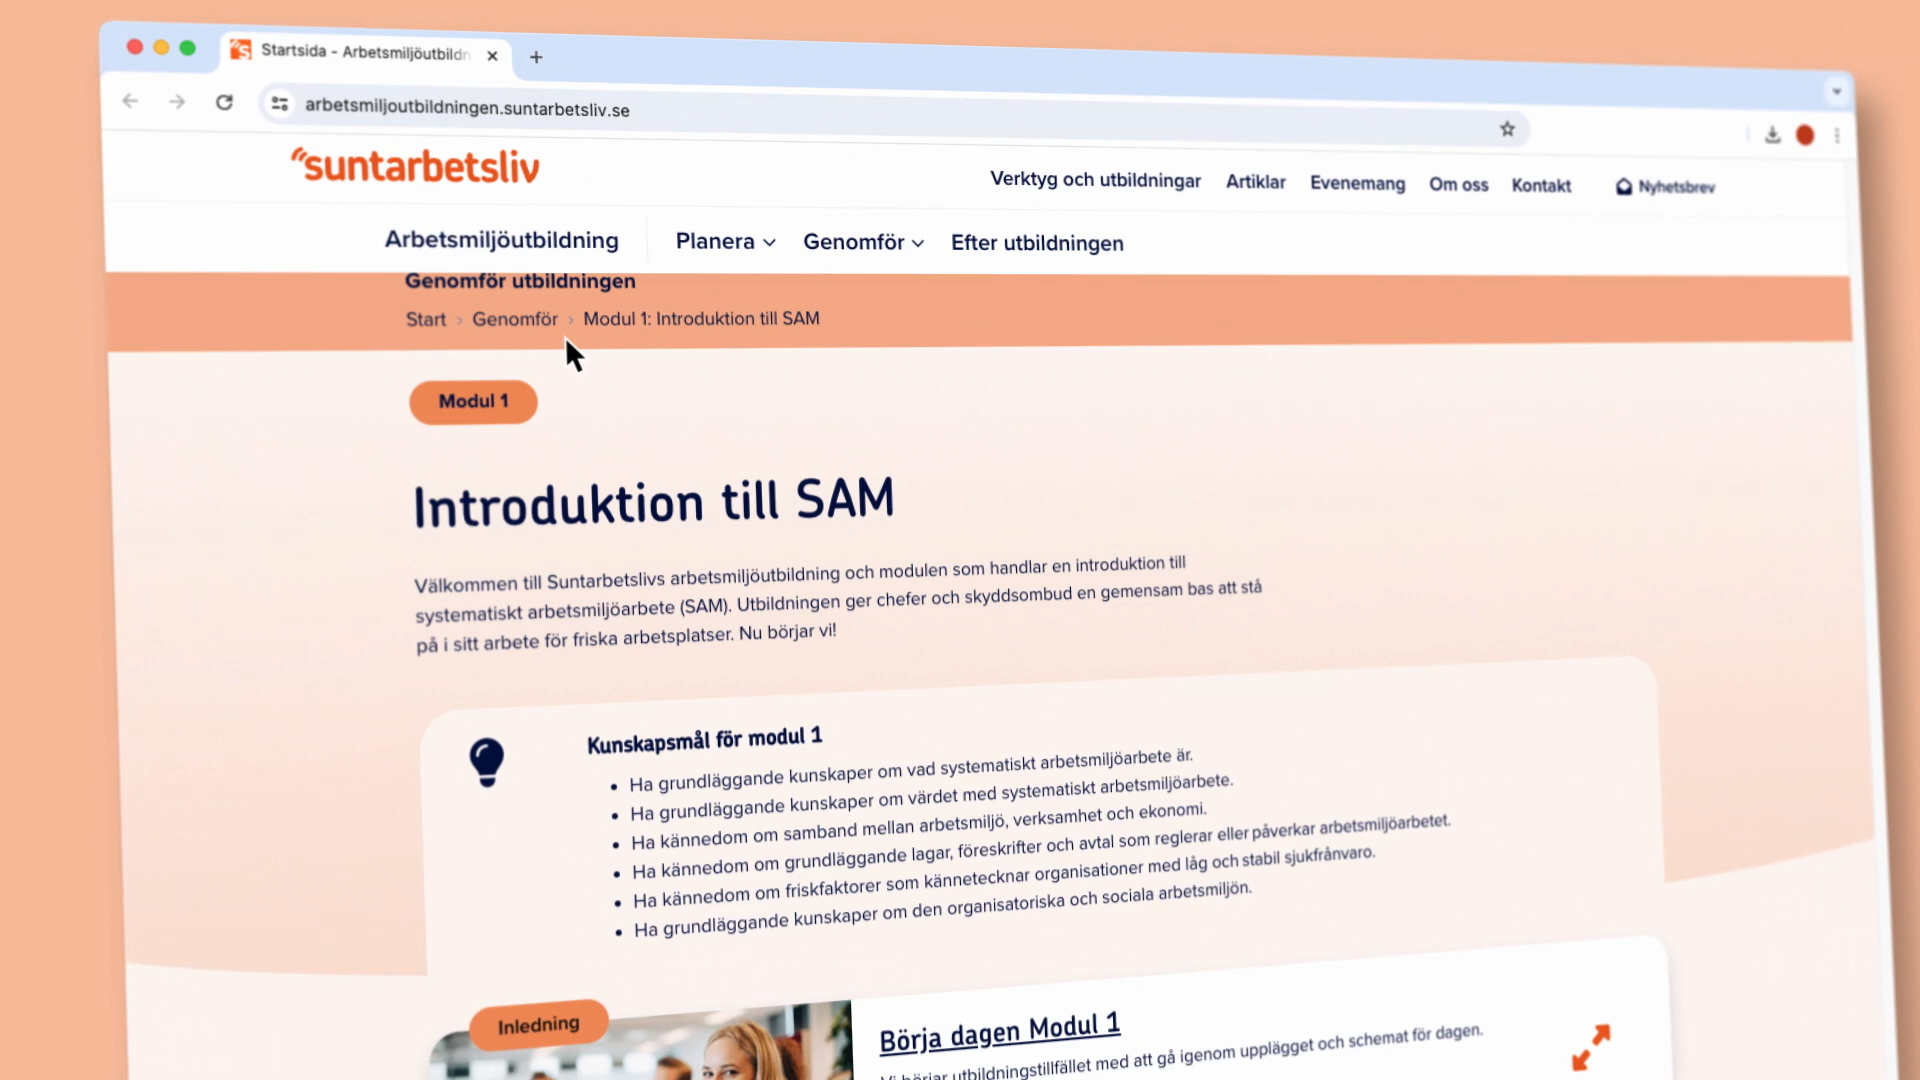 Startsida - Arbetsmiljöutbildn
arbetsmiljoutbildningen.suntarbetsliv.se
suntarbetsliv
Verktyg och utbildningar Artiklar Evenemang Om oss Kontakt Nyhetsbrev
Arbetsmiljöutbildning Planera Genomför Efter utbildningen
Genomför utbildningen
Start › Genomför › Modul 1: Introduktion till SAM
Modul 1
Introduktion till SAM
Välkommen till Suntarbetslivs arbetsmiljöutbildning och modulen som handlar en introduktion till
systematiskt arbetsmiljöarbete (SAM). Utbildningen ger chefer och skyddsombud en gemensam bas att stå
på i sitt arbete för friska arbetsplatser. Nu börjar vi!
Kunskapsmål för modul 1
• Ha grundläggande kunskaper om vad systematiskt arbetsmiljöarbete är.
• Ha grundläggande kunskaper om värdet med systematiskt arbetsmiljöarbete.
• Ha kännedom om samband mellan arbetsmiljö, verksamhet och ekonomi.
• Ha kännedom om grundläggande lagar, föreskrifter och avtal som reglerar eller påverkar arbetsmiljöarbetet.
• Ha kännedom om friskfaktorer som kännetecknar organisationer med låg och stabil sjukfrånvaro.
• Ha grundläggande kunskaper om den organisatoriska och sociala arbetsmiljön.
Inledning
Börja dagen Modul 1
Vi börjar utbildningstillfället med att gå igenom upplägget och schemat för dagen.